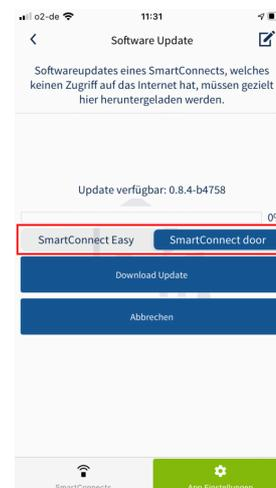 o2-de
11:31
Software Update
Softwareupdates eines SmartConnects, welches
keinen Zugriff auf das Internet hat, müssen gezielt
hier heruntergeladen werden.
Update verfügbar: 0.8.4-b4758
0%
SmartConnect Easy
SmartConnect door
Download Update
Abbrechen
SmartConnects
App Einstellungen